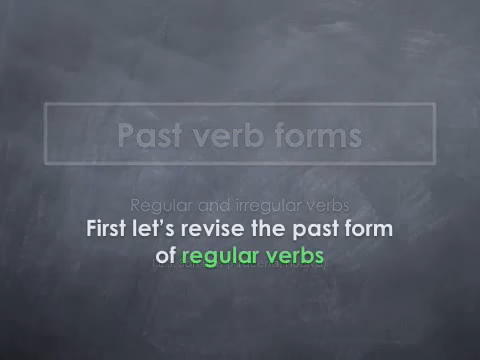 Past verb forms
Regular and irregular verbs
First let's revise the past form
of regular verbs